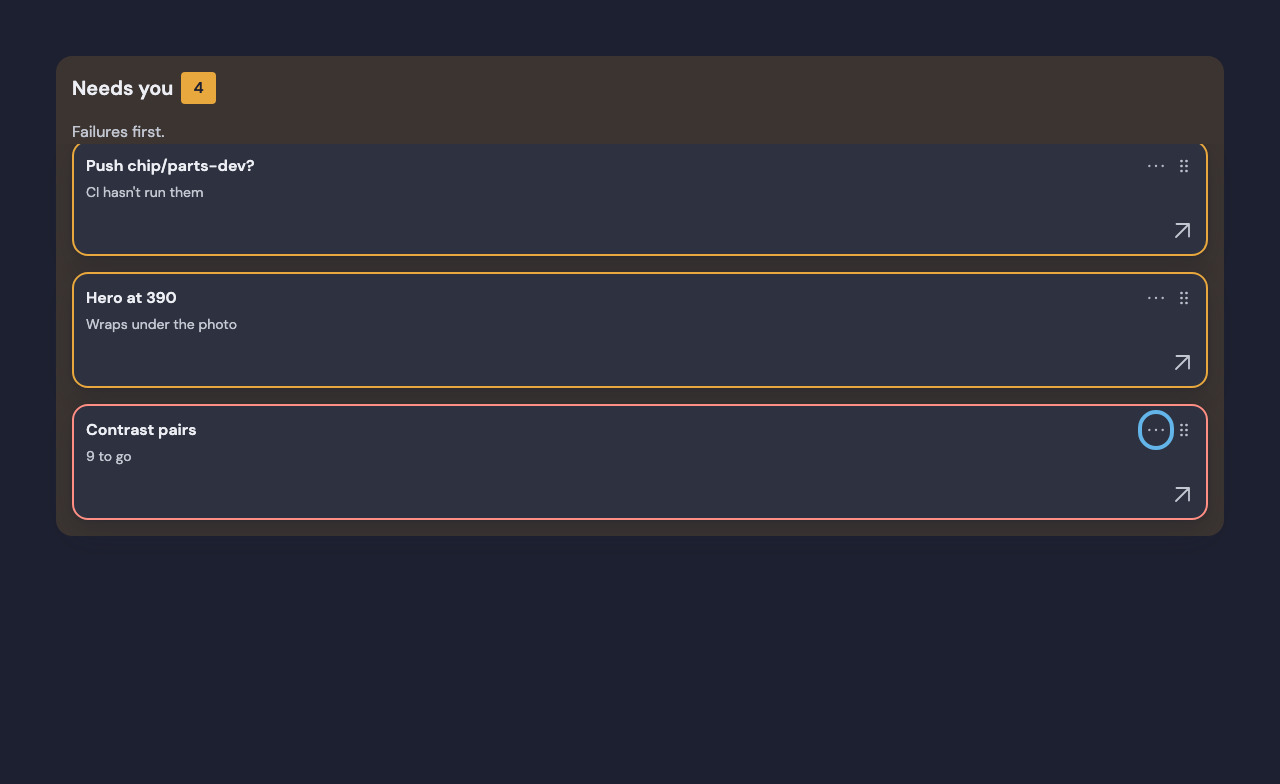 Needs you 4
Failures first.
Push chip/parts-dev?
CI hasn't run them
Hero at 390
Wraps under the photo
Contrast pairs
9 to go